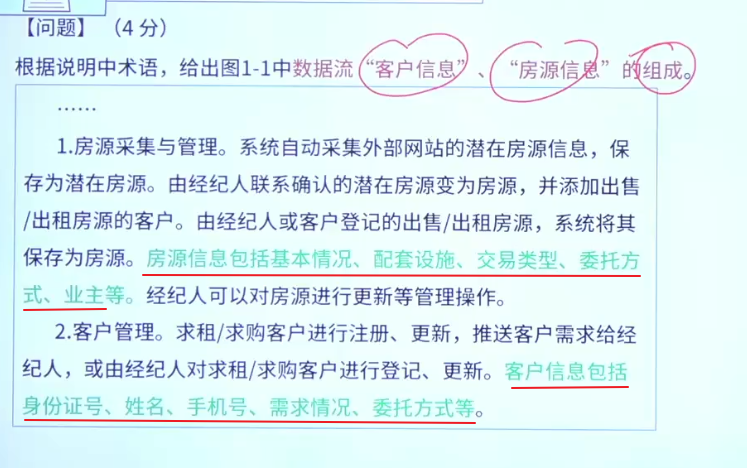 【问题】（4 分）
根据说明中术语，给出图1-1中数据流“客户信息”、“房源信息”的组成。
……
1.房源采集与管理。系统自动采集外部网站的潜在房源信息，保
存为潜在房源。由经纪人联系确认的潜在房源变为房源，并添加出售
/出租房源的客户。由经纪人或客户登记的出售/出租房源，系统将其
保存为房源。房源信息包括基本情况、配套设施、交易类型、委托方
式、业主等。经纪人可以对房源进行更新等管理操作。
2.客户管理。求租/求购客户进行注册、更新，推送客户需求给经
纪人，或由经纪人对求租/求购客户进行登记、更新。客户信息包括
身份证号、姓名、手机号、需求情况、委托方式等。